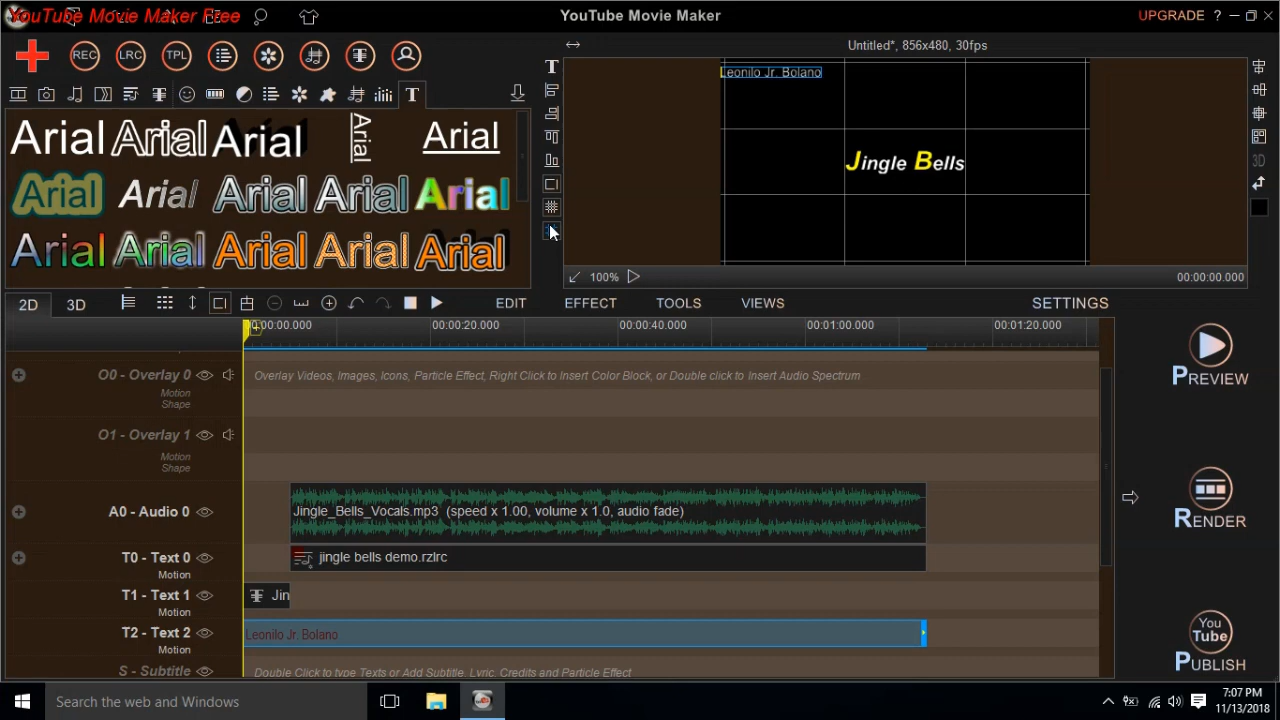 YouTube Movie Maker Free
YouTube Movie Maker
UPGRADE ?
REC LRC TPL
Untitled*, 856x480, 30fps
Leonilo Jr. Bolano
Jingle Bells
T
T
3D
Arial Arial Arial Arial Arial
Arial Arial Arial Arial Arial
Arial Arial Arial Arial Arial
100%
00:00:00.000
2D 3D
EDIT EFFECT TOOLS VIEWS SETTINGS
00:00:00.000 00:00:20.000 00:00:40.000 00:01:00.000 00:01:20.000
O0 - Overlay 0
Overlay Videos, Images, Icons, Particle Effect, Right Click to Insert Color Block, or Double click to Insert Audio Spectrum
Motion
Shape
O1 - Overlay 1
Motion
Shape
A0 - Audio 0
Jingle_Bells_Vocals.mp3 (speed x 1.00, volume x 1.0, audio fade)
T0 - Text 0
jingle bells demo.rzlrc
Motion
T1 - Text 1
Jin
Motion
T2 - Text 2
Leonilo Jr. Bolano
Motion
S - Subtitle
Double Click to type Texts or Add Subtitle, Lyric, Credits and Particle Effect
PREVIEW
RENDER
You
Tube
PUBLISH
Search the web and Windows
7:07 PM
11/13/2018